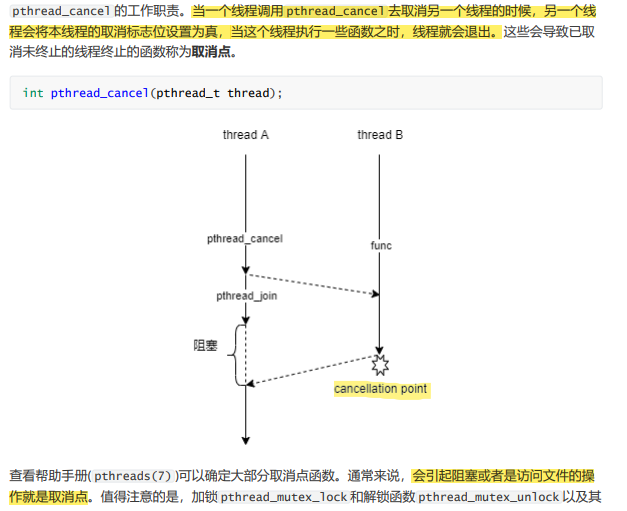 pthread_cancel 的工作职责。当一个线程调用 pthread_cancel 去取消另一个线程的时候，另一个线
程会将本线程的取消标志位设置为真，当这个线程执行一些函数之时，线程就会退出。这些会导致已取
消未终止的线程终止的函数称为取消点。
int pthread_cancel(pthread_t thread);
thread A thread B
pthread_cancel
func
pthread_join
阻塞
cancellation point
查看帮助手册( pthreads(7) )可以确定大部分取消点函数。通常来说，会引起阻塞或者是访问文件的操
作就是取消点。值得注意的是，加锁 pthread_mutex_lock 和解锁函数 pthread_mutex_unlock 以及其